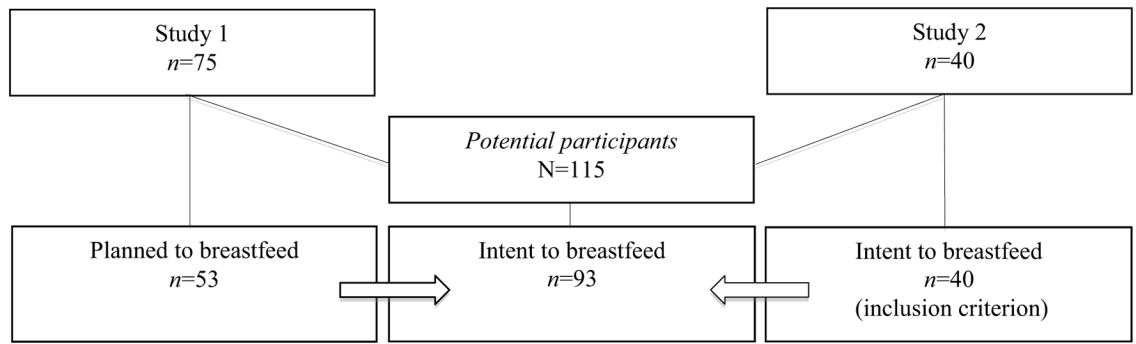 Study 1
n=75
Study 2
n=40
Potential participants
N=115
Planned to breastfeed
n=53
Intent to breastfeed
n=93
Intent to breastfeed
n=40
(inclusion criterion)